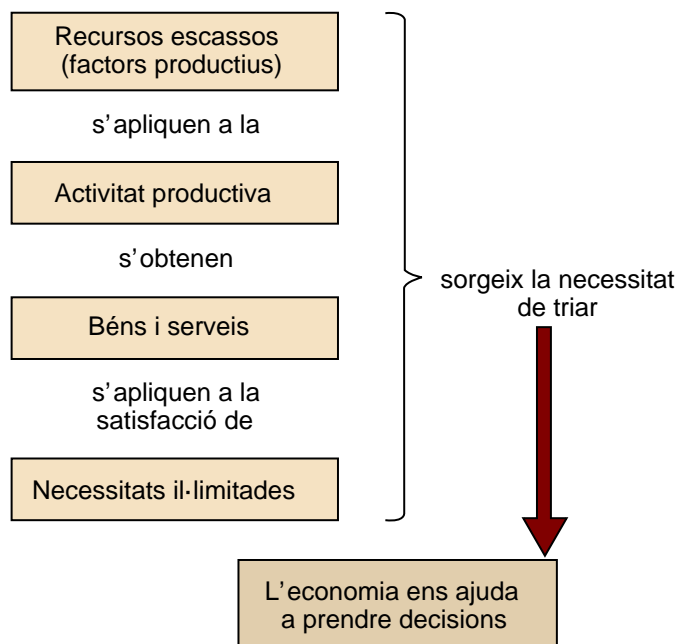 Recursos escassos
(factors productius)
s'apliquen a la
Activitat productiva
s'obtenen
Béns i serveis
s'apliquen a la
satisfacció de
Necessitats il·limitades
sorgeix la necessitat
de triar
L'economia ens ajuda
a prendre decisions